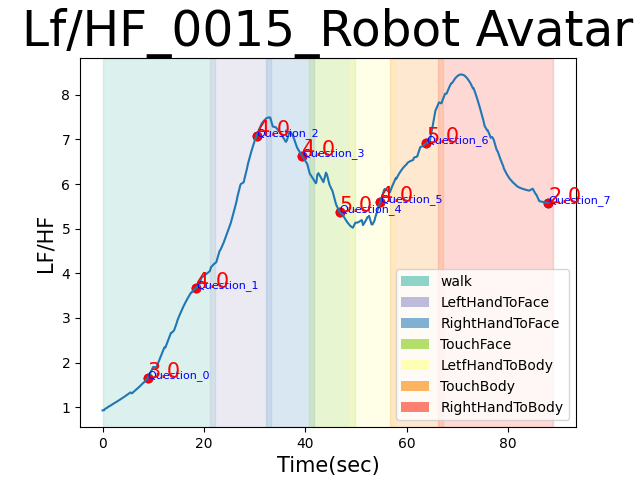 Lf/HF_0015_Robot Avatar
LF/HF
8
7
6
5
4
3
2
1
3.0
Question_0
4.0
Question_1
4.0
Question_2
4.0
Question_3
5.0
Question_4
4.0
Question_5
5.0
Question_6
2.0
Question_7
walk
LeftHandToFace
RightHandToFace
TouchFace
LetfHandToBody
TouchBody
RightHandToBody
0
20
40
60
80
Time(sec)